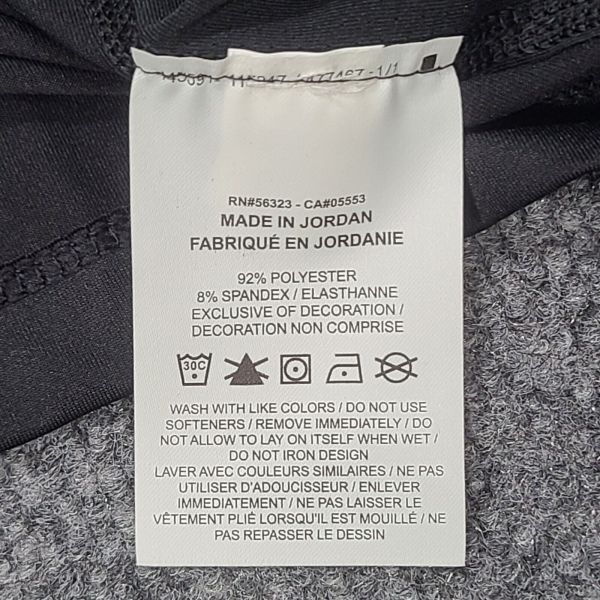 RN#56323 - CA#05553
MADE IN JORDAN
FABRIQUÉ EN JORDANIE
92% POLYESTER
8% SPANDEX / ELASTHANNE
EXCLUSIVE OF DECORATION /
DECORATION NON COMPRISE
30C
WASH WITH LIKE COLORS / DO NOT USE
SOFTENERS / REMOVE IMMEDIATELY / DO
NOT ALLOW TO LAY ON ITSELF WHEN WET /
DO NOT IRON DESIGN
LAVER AVEC COULEURS SIMILAIRES / NE PAS
UTILISER D'ADOUCISSEUR / ENLEVER
IMMEDIATEMENT / NE PAS LAISSER LE
VÊTEMENT PLIÉ LORSQU'IL EST MOUILLÉ / NE
PAS REPASSER LE DESSIN